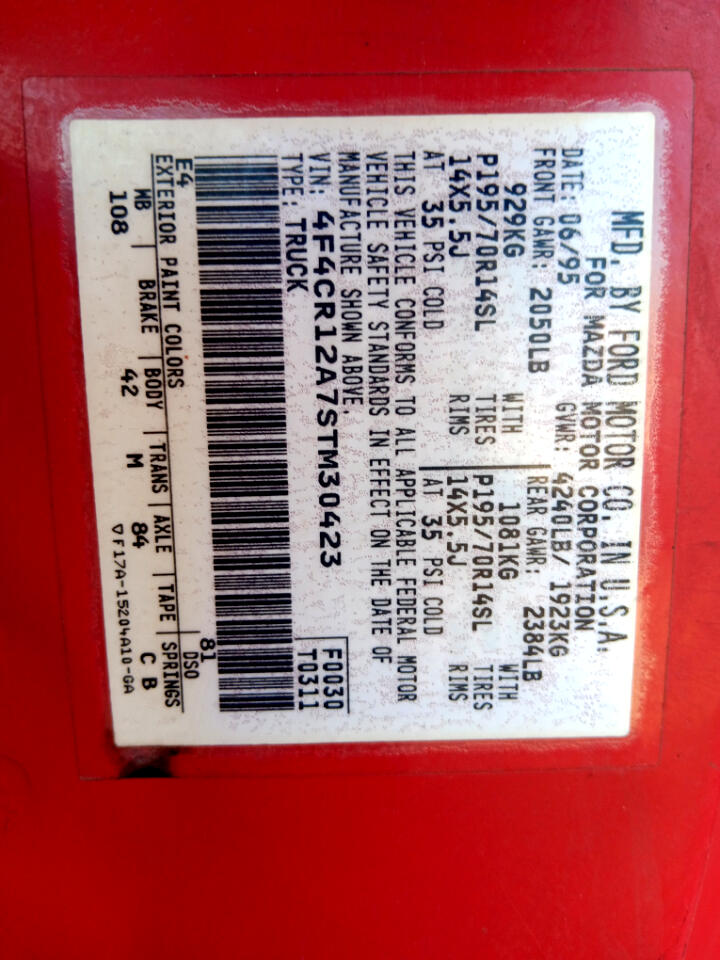 MFD. BY FORD MOTOR CO. IN U.S.A.
FOR MAZDA MOTOR CORPORATION
DATE: 06/95 GVWR: 4240LB/ 1923KG
FRONT GAWR: 2050LB REAR GAWR: 2384LB
929KG WITH 1081KG WITH
P195/70R14SL TIRES P195/70R14SL TIRES
14X5.5J RIMS 14X5.5J RIMS
AT 35 PSI COLD AT 35 PSI COLD
THIS VEHICLE CONFORMS TO ALL APPLICABLE FEDERAL MOTOR
VEHICLE SAFETY STANDARDS IN EFFECT ON THE DATE OF
MANUFACTURE SHOWN ABOVE.
VIN: 4F4CR12A7STM30423 F0030
TYPE: TRUCK T0311
E4 81
EXTERIOR PAINT COLORS DSO
WB BRAKE BODY TRANS AXLE TAPE SPRINGS
108 42 M 84 C B
▽F17A-15204A10-GA